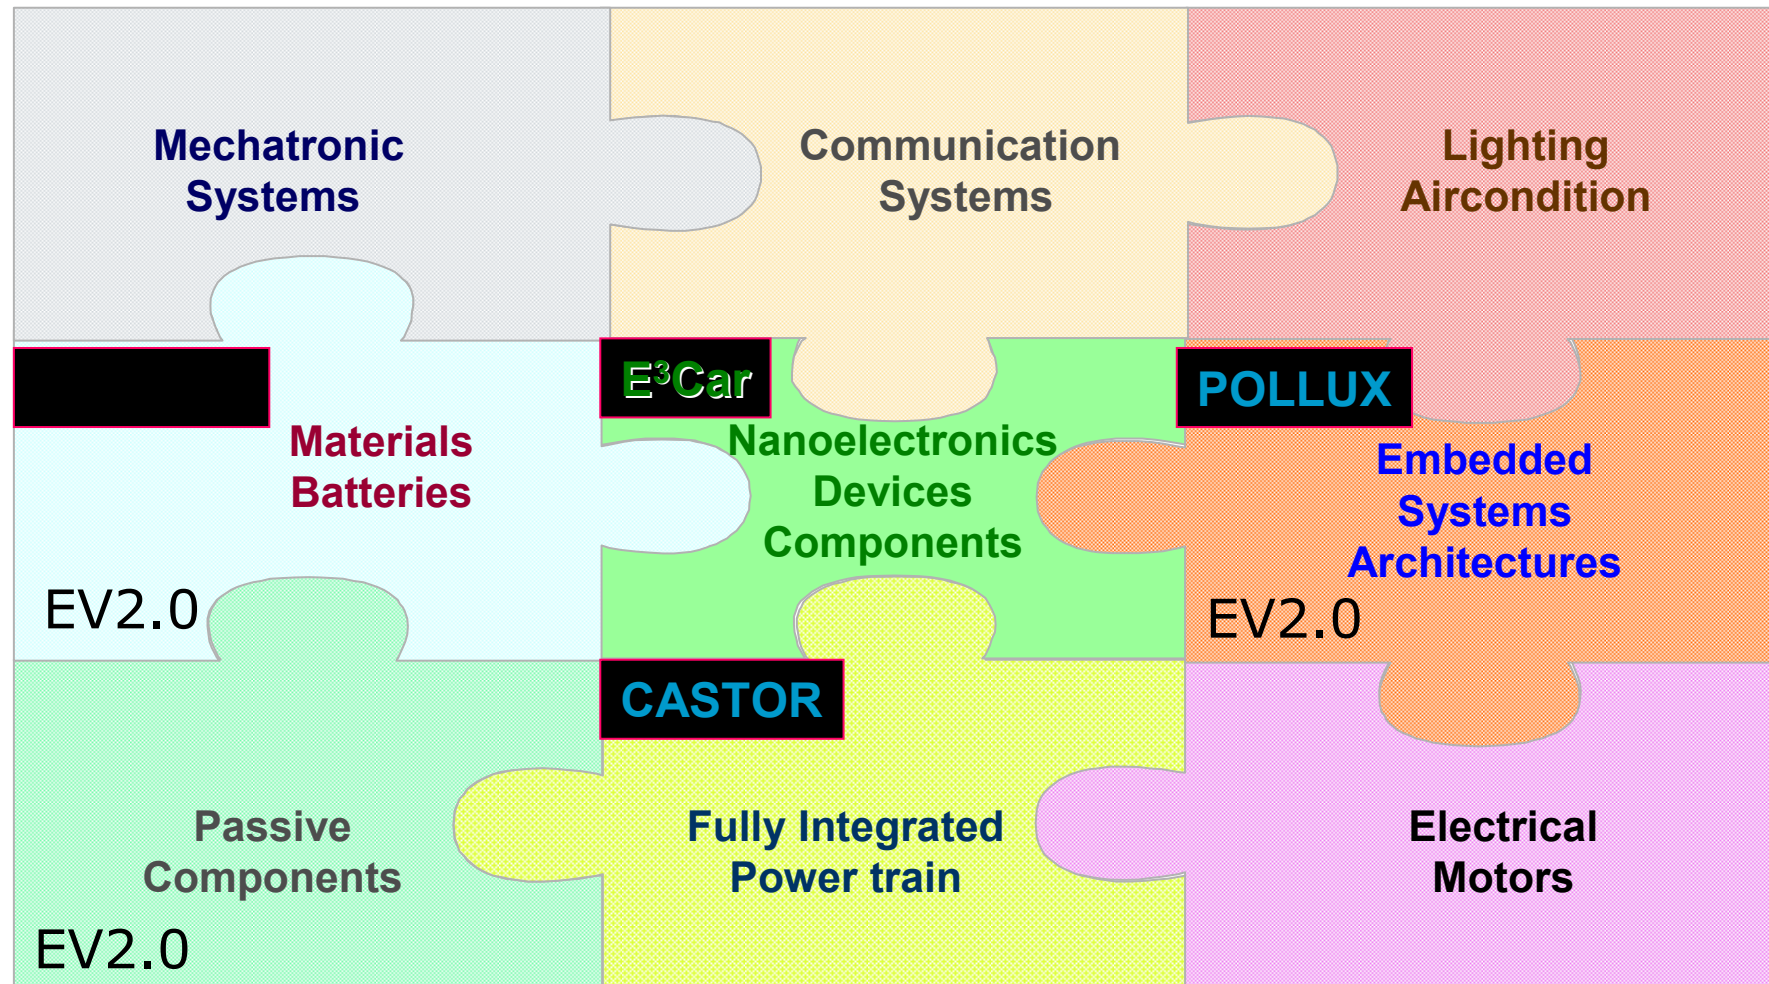 Mechatronic
Systems
Communication
Systems
Lighting
Aircondition
Materials
Batteries
EV2.0
E³Car
Nanoelectronics
Devices
Components
POLLUX
Embedded
Systems
Architectures
EV2.0
Passive
Components
EV2.0
CASTOR
Fully Integrated
Power train
Electrical
Motors